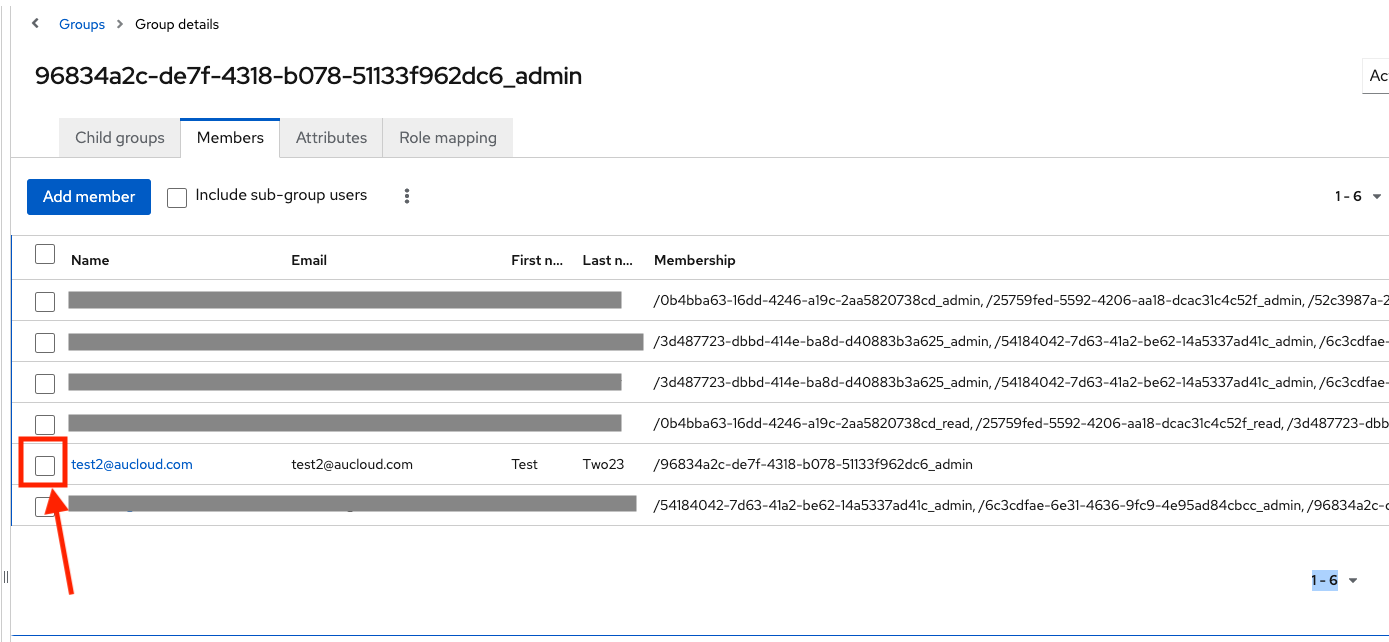 Groups > Group details
96834a2c-de7f-4318-b078-51133f962dc6_admin
Ac
Child groups Members Attributes Role mapping
Add member Include sub-group users 1 - 6
Name Email First n... Last n... Membership
/0b4bba63-16dd-4246-a19c-2aa5820738cd_admin, /25759fed-5592-4206-aa18-dcac31c4c52f_admin, /52c3987a-2
/3d487723-dbbd-414e-ba8d-d40883b3a625_admin, /54184042-7d63-41a2-be62-14a5337ad41c_admin, /6c3cdfae-
/3d487723-dbbd-414e-ba8d-d40883b3a625_admin, /54184042-7d63-41a2-be62-14a5337ad41c_admin, /6c3cdfae-
/0b4bba63-16dd-4246-a19c-2aa5820738cd_read, /25759fed-5592-4206-aa18-dcac31c4c52f_read, /3d487723-dbb
test2@aucloud.com test2@aucloud.com Test Two23 /96834a2c-de7f-4318-b078-51133f962dc6_admin
/54184042-7d63-41a2-be62-14a5337ad41c_admin, /6c3cdfae-6e31-4636-9fc9-4e95ad84cbcc_admin, /96834a2c-d
1 - 6